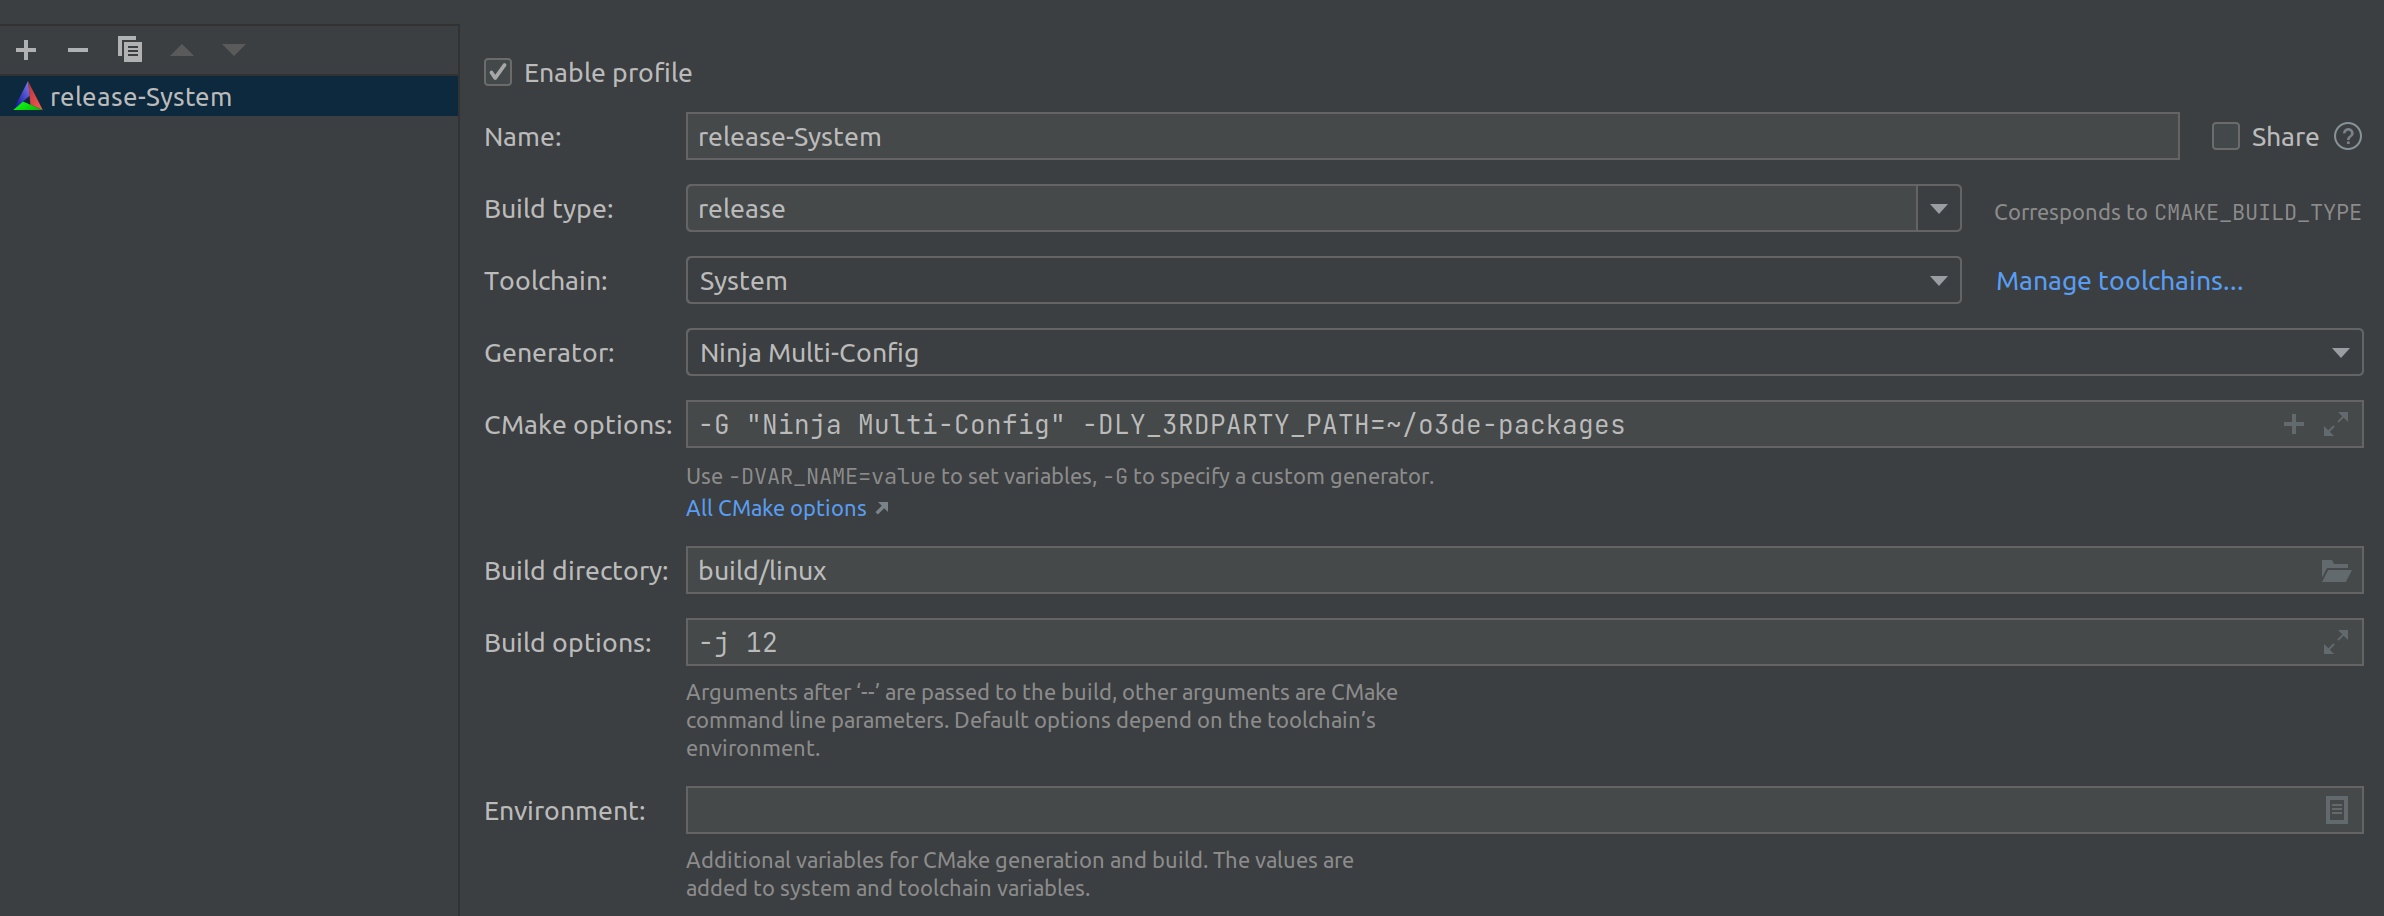 release-System
Enable profile
Name: release-System Share ?
Build type: release Corresponds to CMAKE_BUILD_TYPE
Toolchain: System Manage toolchains...
Generator: Ninja Multi-Config
CMake options: -G "Ninja Multi-Config" -DLY_3RDPARTY_PATH=~/o3de-packages
Use -DVAR_NAME=value to set variables, -G to specify a custom generator.
All CMake options
Build directory: build/linux
Build options: -j 12
Arguments after ‘--’ are passed to the build, other arguments are CMake
command line parameters. Default options depend on the toolchain’s
environment.
Environment:
Additional variables for CMake generation and build. The values are
added to system and toolchain variables.